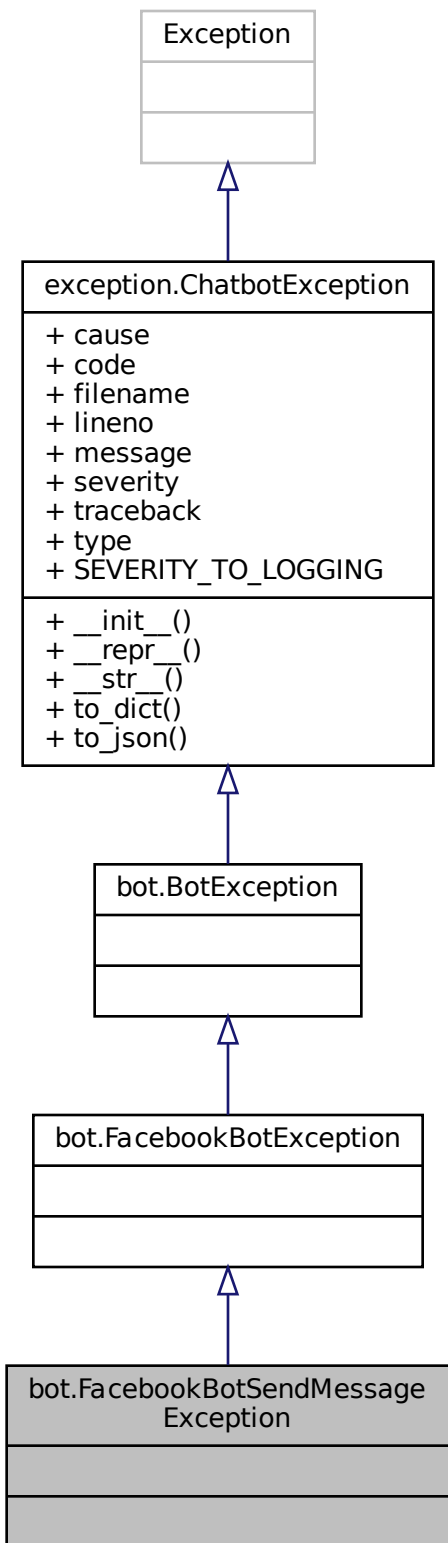 Exception
exception.ChatbotException
+ cause
+ code
+ filename
+ lineno
+ message
+ severity
+ traceback
+ type
+ SEVERITY_TO_LOGGING
+ __init__()
+ __repr__()
+ __str__()
+ to_dict()
+ to_json()
bot.BotException
bot.FacebookBotException
bot.FacebookBotSendMessage
Exception